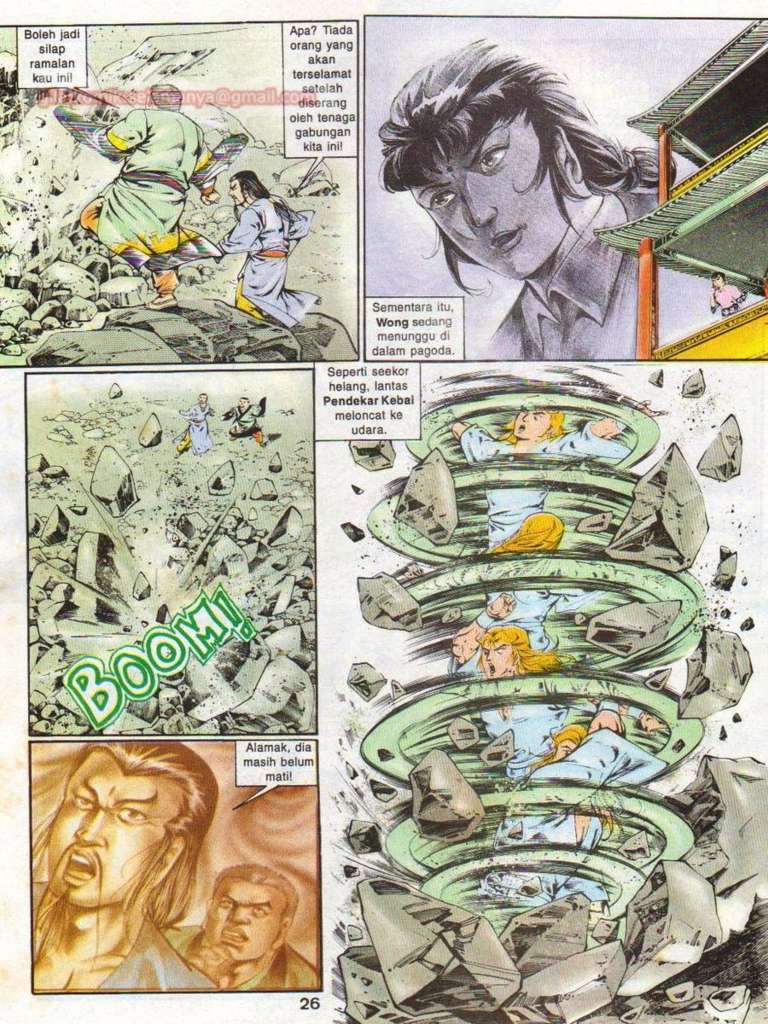 Boleh jadi
silap
ramalan
kau ini!
Apa? Tiada
orang yang
akan
terselamat
setelah
diserang
oleh tenaga
gabungan
kita ini!
Sementara itu,
Wong sedang
menunggu di
dalam pagoda.
Seperti seekor
helang, lantas
Pendekar Kebal
meloncat ke
udara.
BOOM!
Alamak, dia
masih belum
mati!
26